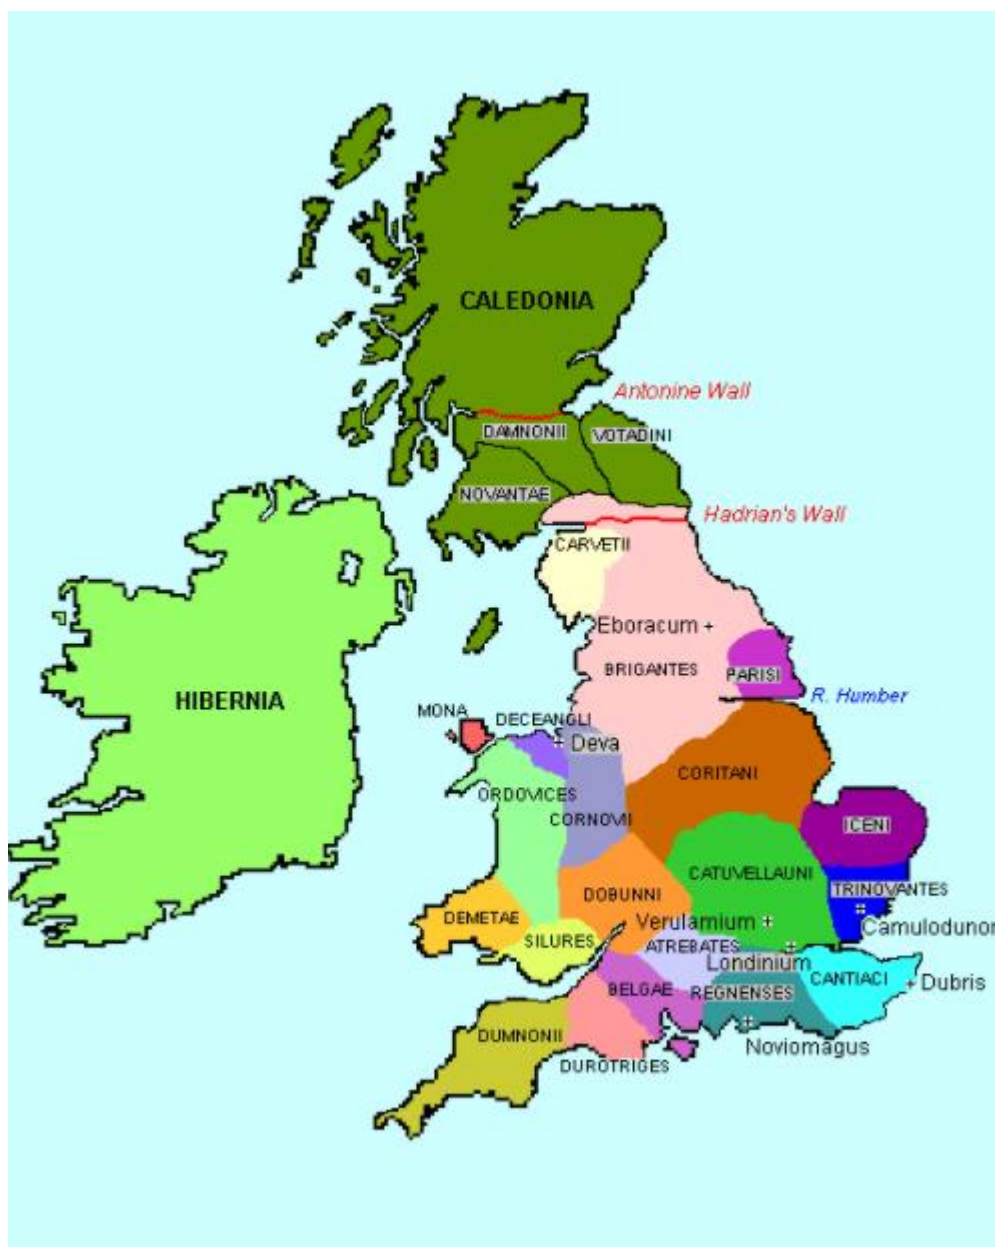 CALEDONIA
Antonine Wall
DAMNONII
VOTADINI
NOVANTAE
Hadrian's Wall
CARVETII
Eboracum
BRIGANTES
PARISI
R. Humber
HIBERNIA
MONA
DECEANGLI
Deva
CORITANI
ORDOVICES
CORNOVII
ICENI
CATUVELLAUNI
TRINOVANTES
DOBUNNI
DEMETAE
Verulamium
Camulodunon
SILURES
ATREBATES
Londinium
CANTIACI
Dubris
BELGAE
REGNENSES
DUMNONII
Noviomagus
DUROTRIGES